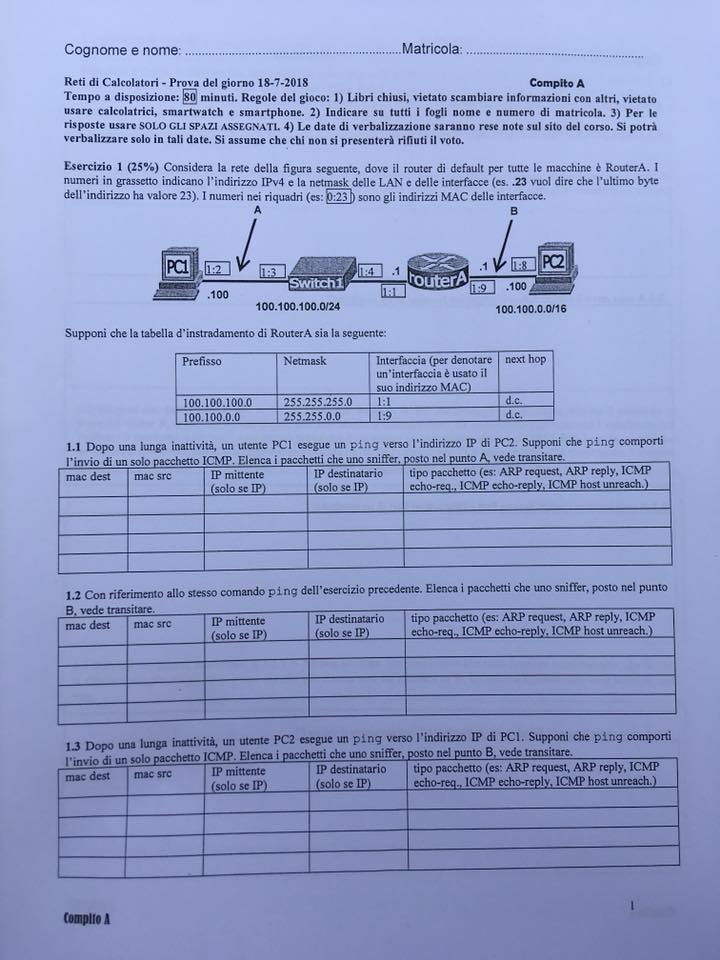 Cognome e nome: ......................................................Matricola: ............................................
Reti di Calcolatori - Prova del giorno 18-7-2018 Compito A
Tempo a disposizione: 80 minuti. Regole del gioco: 1) Libri chiusi, vietato scambiare informazioni con altri, vietato
usare calcolatrici, smartwatch e smartphone. 2) Indicare su tutti i fogli nome e numero di matricola. 3) Per le
risposte usare SOLO GLI SPAZI ASSEGNATI. 4) Le date di verbalizzazione saranno rese note sul sito del corso. Si potrà
verbalizzare solo in tali date. Si assume che chi non si presenterà rifiuti il voto.
Esercizio 1 (25%) Considera la rete della figura seguente, dove il router di default per tutte le macchine è RouterA. I
numeri in grassetto indicano l'indirizzo IPv4 e la netmask delle LAN e delle interfacce (es. .23 vuol dire che l'ultimo byte
dell'indirizzo ha valore 23). I numeri nei riquadri (es: 0:23) sono gli indirizzi MAC delle interfacce.
A B
PC1 1:2 1:3 Switch1 1:4 .1 1:1 routerA .1 1:9 1:8 PC2
.100 .100
100.100.100.0/24 100.100.0.0/16
Supponi che la tabella d'instradamento di RouterA sia la seguente:
Prefisso Netmask Interfaccia (per denotare next hop
un'interfaccia è usato il
suo indirizzo MAC)
100.100.100.0 255.255.255.0 1:1 d.c.
100.100.0.0 255.255.0.0 1:9 d.c.
1.1 Dopo una lunga inattività, un utente PC1 esegue un ping verso l'indirizzo IP di PC2. Supponi che ping comporti
l'invio di un solo pacchetto ICMP. Elenca i pacchetti che uno sniffer, posto nel punto A, vede transitare.
mac dest mac src IP mittente IP destinatario tipo pacchetto (es: ARP request, ARP reply, ICMP
(solo se IP) (solo se IP) echo-req., ICMP echo-reply, ICMP host unreach.)
1.2 Con riferimento allo stesso comando ping dell'esercizio precedente. Elenca i pacchetti che uno sniffer, posto nel punto
B, vede transitare.
mac dest mac src IP mittente IP destinatario tipo pacchetto (es: ARP request, ARP reply, ICMP
(solo se IP) (solo se IP) echo-req., ICMP echo-reply, ICMP host unreach.)
1.3 Dopo una lunga inattività, un utente PC2 esegue un ping verso l'indirizzo IP di PC1. Supponi che ping comporti
l'invio di un solo pacchetto ICMP. Elenca i pacchetti che uno sniffer, posto nel punto B, vede transitare.
mac dest mac src IP mittente IP destinatario tipo pacchetto (es: ARP request, ARP reply, ICMP
(solo se IP) (solo se IP) echo-req., ICMP echo-reply, ICMP host unreach.)
1
Compito A